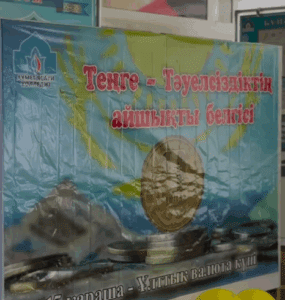 Теңге - Тәуелсіздіктің
айшықты белгісі
15 қараша - Ұлттық валюта күні